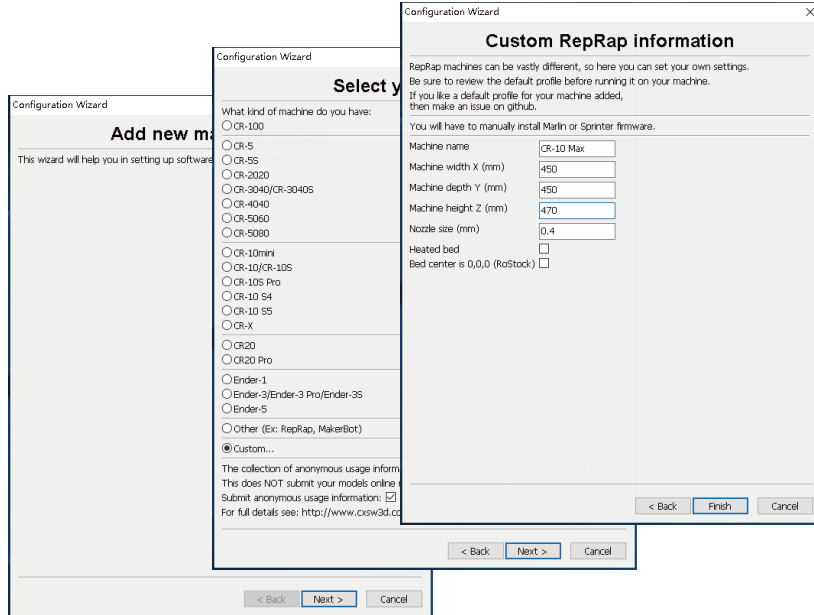 Configuration Wizard
Add new
This wizard will help you in setting up software
< Back Next > Cancel
Configuration Wizard
Select
What kind of machine do you have:
CR-100
CR-5
CR-5S
CR-2020
CR-3040/CR-3040S
CR-4040
CR-5060
CR-5080
CR-10mini
CR-10/CR-10S
CR-10S Pro
CR-10 S4
CR-10 S5
CR-X
CR20
CR20 Pro
Ender-1
Ender-3/Ender-3 Pro/Ender-3S
Ender-5
Other (Ex: RepRap, MakerBot)
Custom...
The collection of anonymous usage inform
This does NOT submit your models online
Submit anonymous usage information:
For full details see: http://www.cxsw3d.co
< Back Next > Cancel
Configuration Wizard
Custom RepRap information
RepRap machines can be vastly different, so here you can set your own settings.
Be sure to review the default profile before running it on your machine.
If you like a default profile for your machine added,
then make an issue on github.
You will have to manually install Marlin or Sprinter firmware.
Machine name CR-10 Max
Machine width X (mm) 450
Machine depth Y (mm) 450
Machine height Z (mm) 470
Nozzle size (mm) 0.4
Heated bed
Bed center is 0,0,0 (RoStock)
< Back Finish Cancel